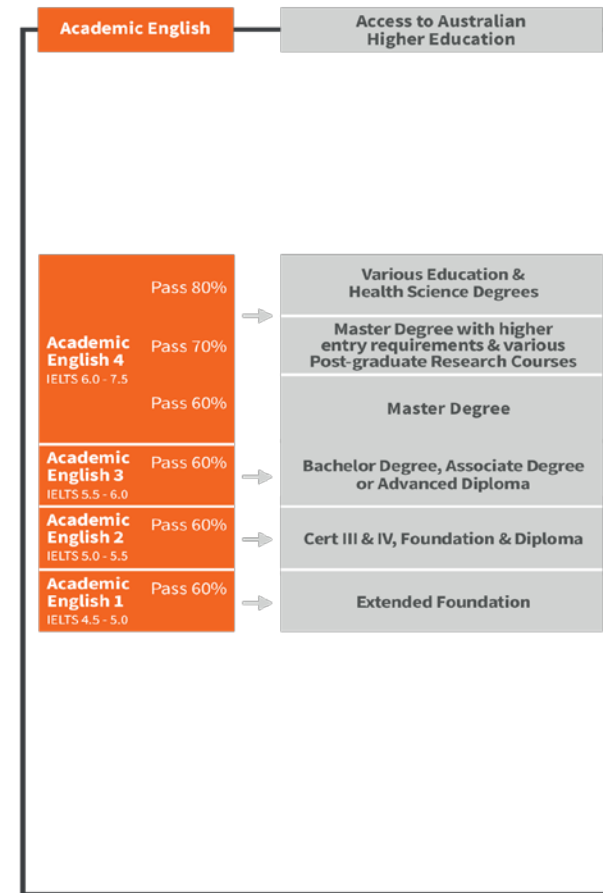 Academic English
Access to Australian
Higher Education
Pass 80%
Various Education &
Health Science Degrees
Academic
English 4
IELTS 6.0 - 7.5
Pass 70%
Master Degree with higher
entry requirements & various
Post-graduate Research Courses
Pass 60%
Master Degree
Academic
English 3
IELTS 5.5 - 6.0
Pass 60%
Bachelor Degree, Associate Degree
or Advanced Diploma
Academic
English 2
IELTS 5.0 - 5.5
Pass 60%
Cert III & IV, Foundation & Diploma
Academic
English 1
IELTS 4.5 - 5.0
Pass 60%
Extended Foundation